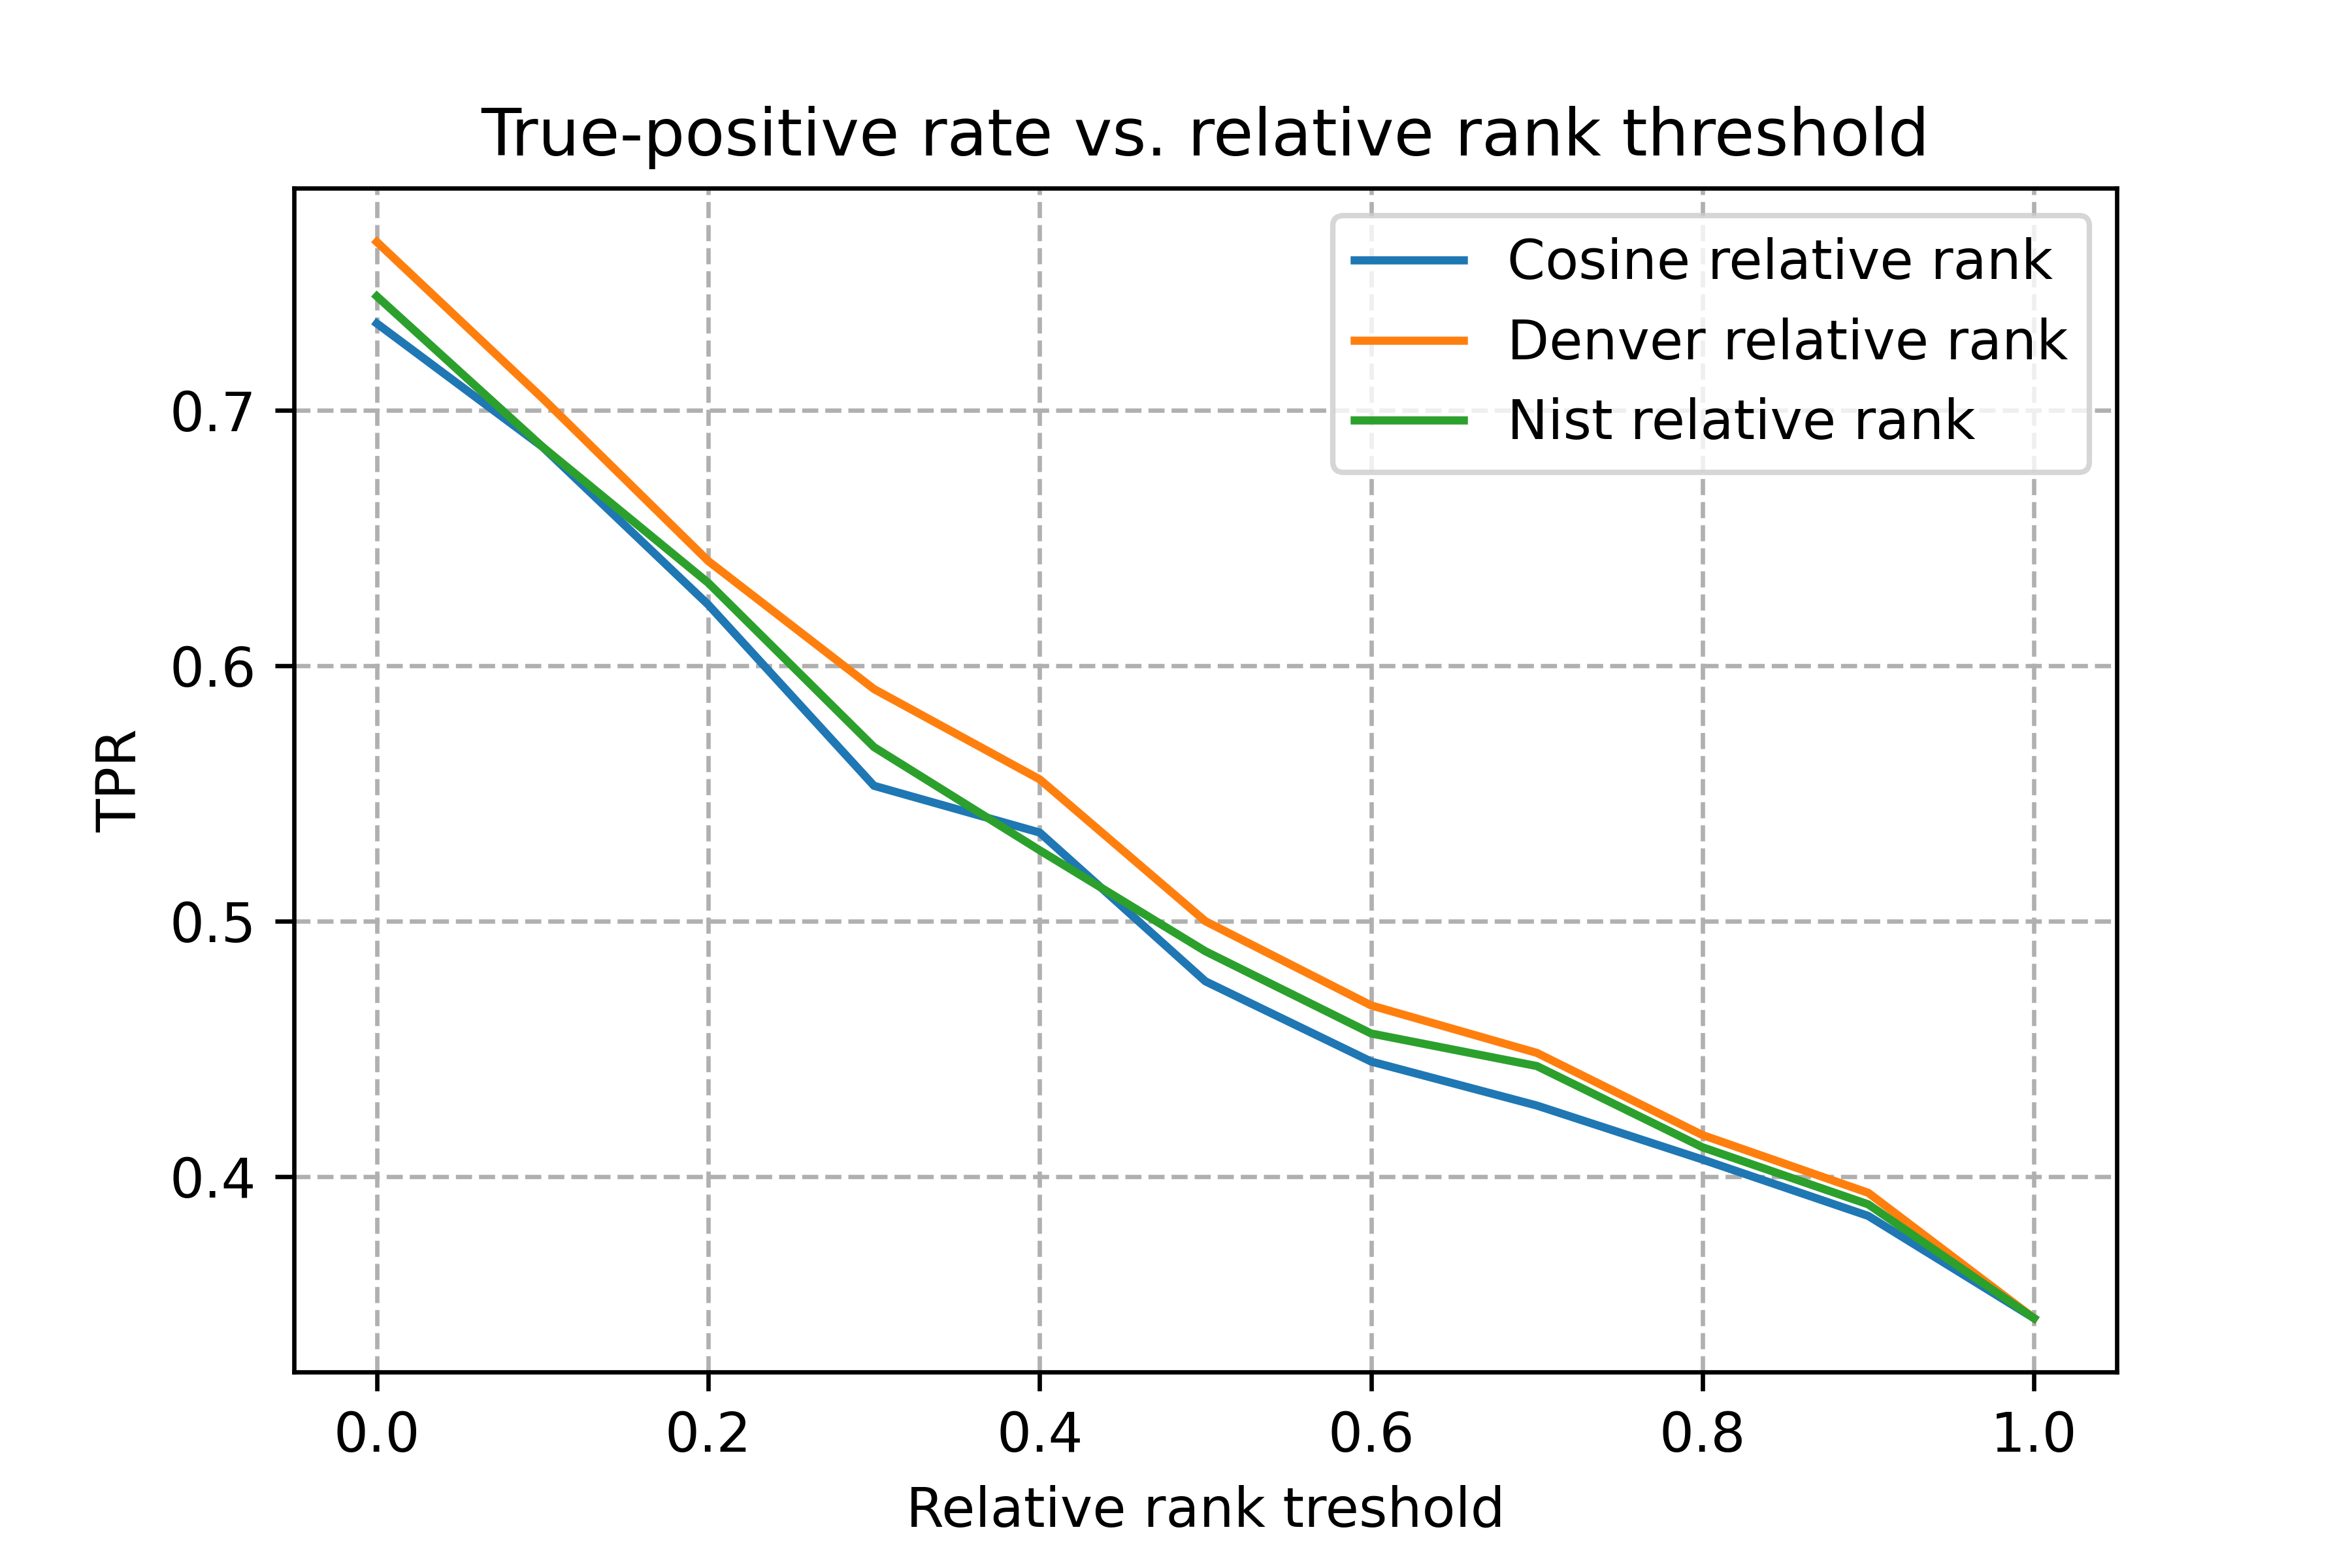 True-positive rate vs. relative rank threshold
Cosine relative rank
Denver relative rank
Nist relative rank
0.7
0.6
0.5
0.4
TPR
0.0 0.2 0.4 0.6 0.8 1.0
Relative rank treshold